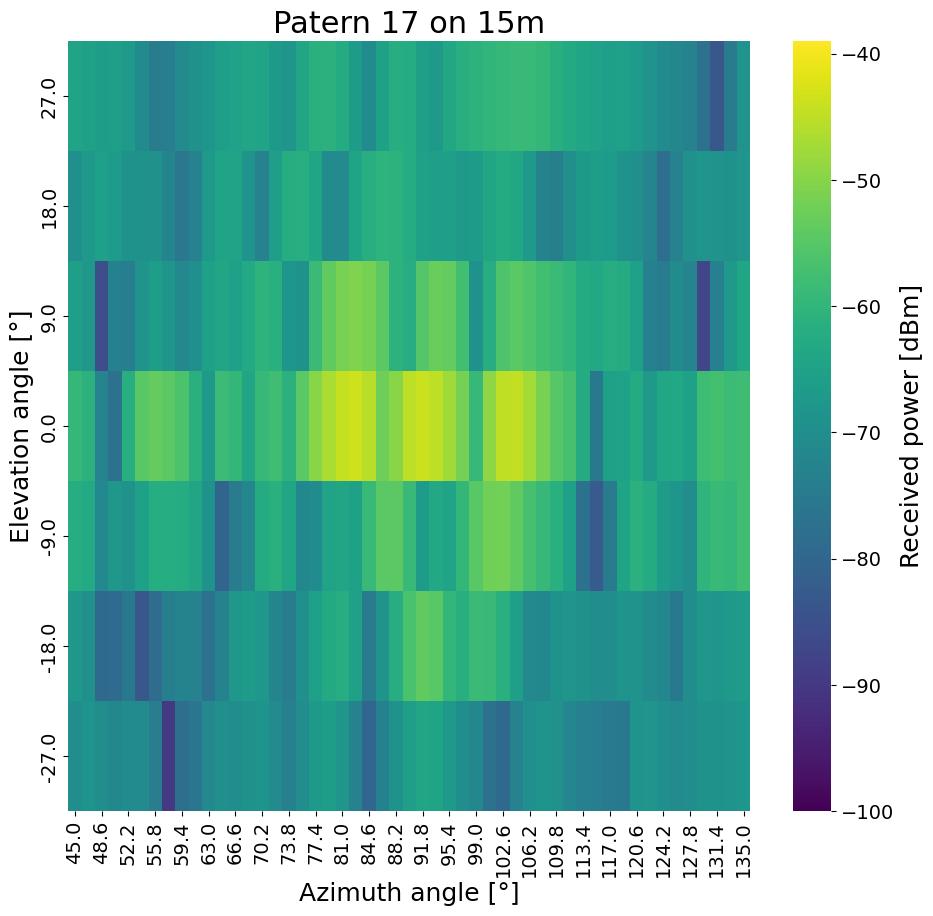 Patern 17 on 15m
Elevation angle [°]
27.0
18.0
9.0
0.0
-9.0
-18.0
-27.0
45.0 48.6 52.2 55.8 59.4 63.0 66.6 70.2 73.8 77.4 81.0 84.6 88.2 91.8 95.4 99.0 102.6 106.2 109.8 113.4 117.0 120.6 124.2 127.8 131.4 135.0
Azimuth angle [°]
−40
−50
−60
−70
−80
−90
−100
Received power [dBm]